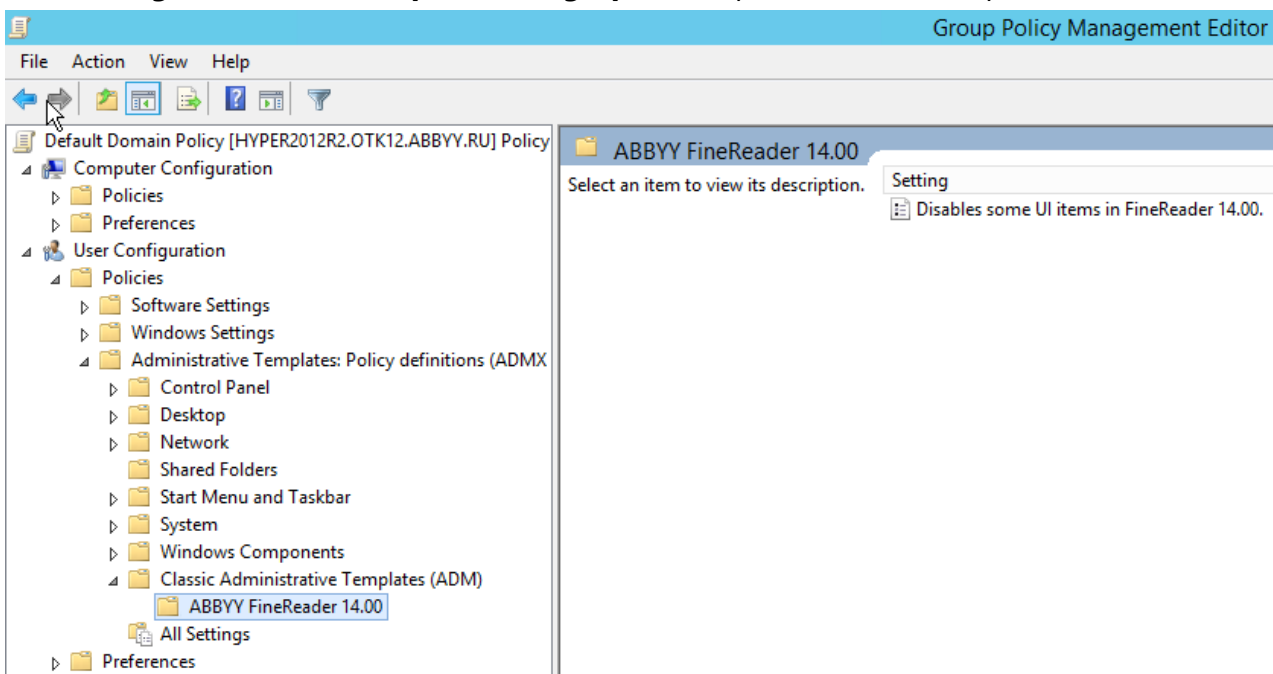 Group Policy Management Editor
File Action View Help
Default Domain Policy [HYPER2012R2.OTK12.ABBYY.RU] Policy
Computer Configuration
Policies
Preferences
User Configuration
Policies
Software Settings
Windows Settings
Administrative Templates: Policy definitions (ADMX
Control Panel
Desktop
Network
Shared Folders
Start Menu and Taskbar
System
Windows Components
Classic Administrative Templates (ADM)
ABBYY FineReader 14.00
All Settings
Preferences
ABBYY FineReader 14.00
Select an item to view its description.
Setting
Disables some UI items in FineReader 14.00.